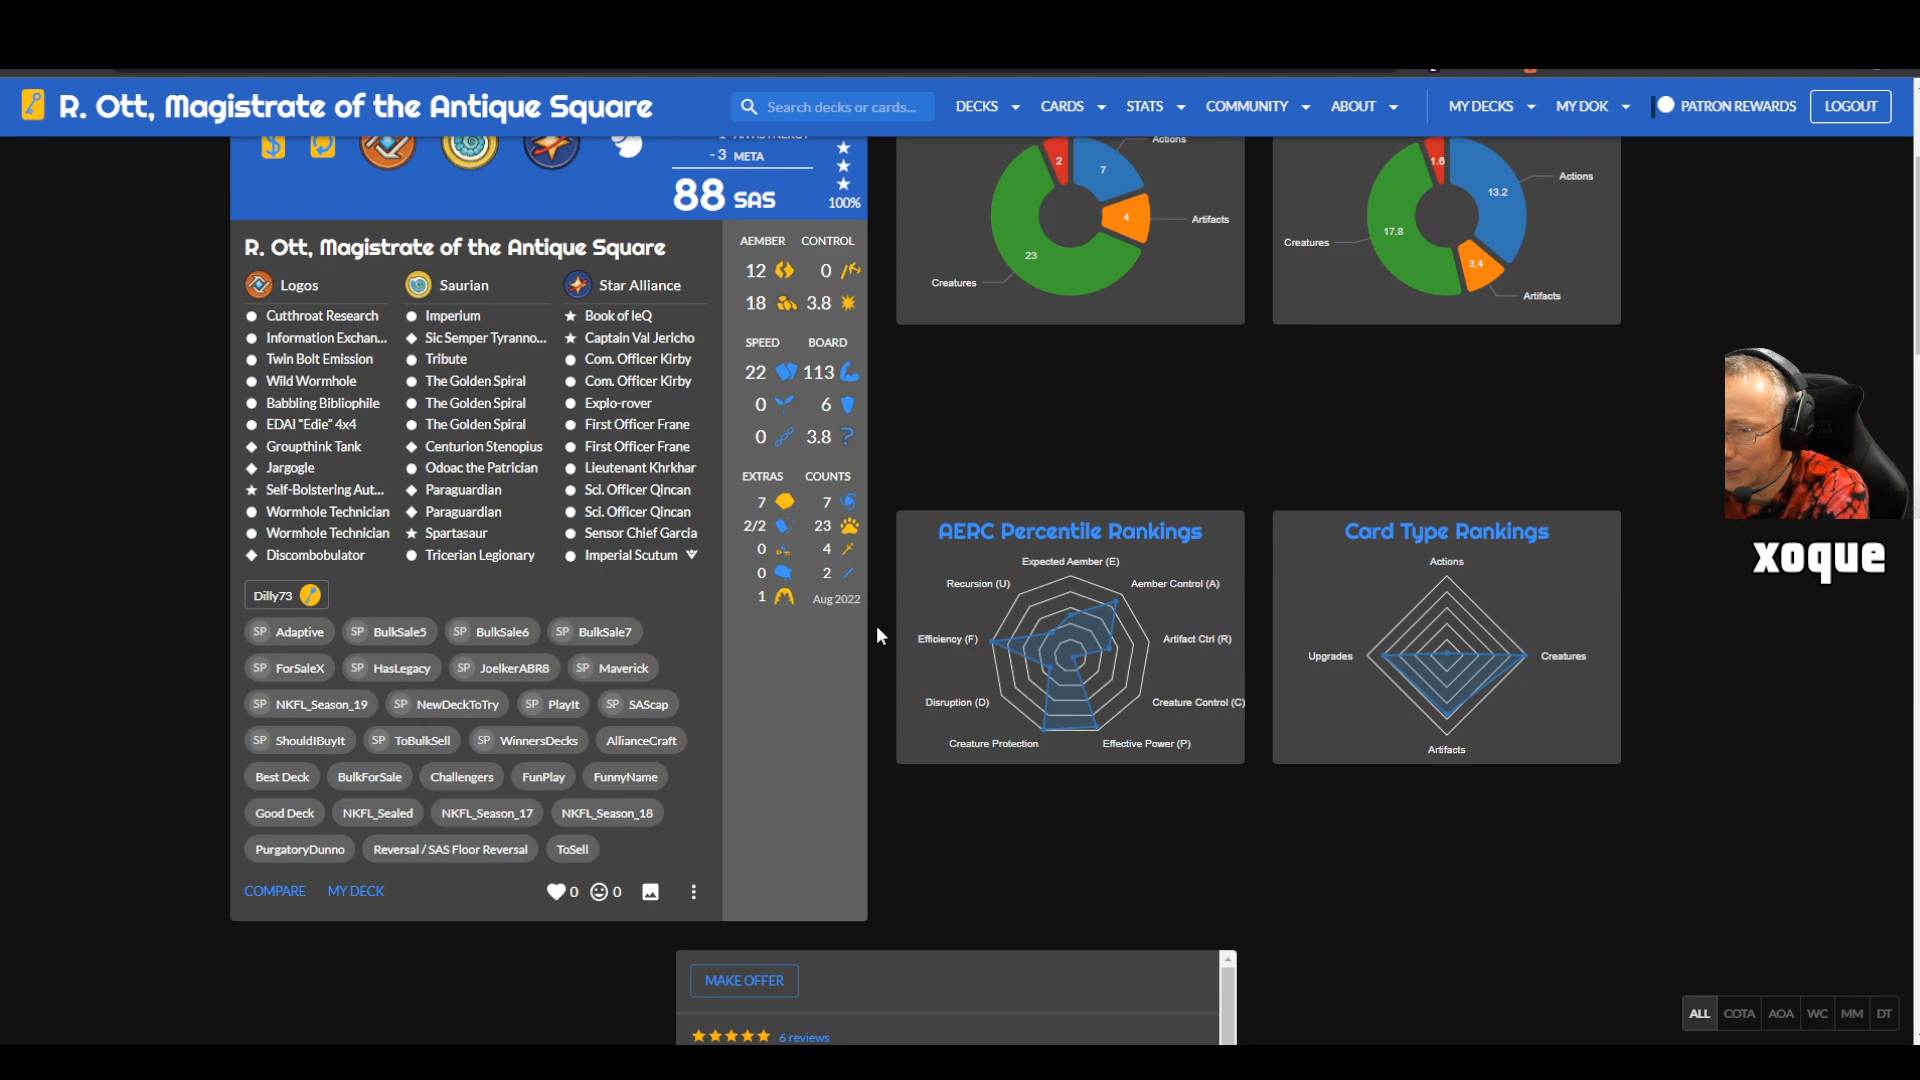 R. Ott, Magistrate of the Antique Square
Search decks or cards...
DECKS
CARDS
STATS
COMMUNITY
ABOUT
MY DECKS
MY DOK
PATRON REWARDS
LOGOUT
- 3 META
88 SAS
100%
R. Ott, Magistrate of the Antique Square
Logos
Cutthroat Research
Information Exchan...
Twin Bolt Emission
Wild Wormhole
Babbling Bibliophile
EDAI "Edie" 4x4
Groupthink Tank
Jargogle
Self-Bolstering Aut...
Wormhole Technician
Wormhole Technician
Discombobulator
Saurian
Imperium
Sic Semper Tyranno...
Tribute
The Golden Spiral
The Golden Spiral
The Golden Spiral
Centurion Stenopius
Odoac the Patrician
Paraguardian
Paraguardian
Spartasaur
Tricerian Legionary
Star Alliance
Book of IeQ
Captain Val Jericho
Com. Officer Kirby
Com. Officer Kirby
Explo-rover
First Officer Frane
First Officer Frane
Lieutenant Khrkhar
Sci. Officer Qincan
Sci. Officer Qincan
Sensor Chief Garcia
Imperial Scutum
AEMBER CONTROL
12 0
18 3.8
SPEED BOARD
22 113
0 6
0 3.8
EXTRAS COUNTS
7 7
2/2 23
0 4
0 2
1 Aug 2022
Dilly73
SP Adaptive SP BulkSale5 SP BulkSale6 SP BulkSale7
SP ForSaleX SP HasLegacy SP JoelkerABR8 SP Maverick
SP NKFL_Season_19 SP NewDeckToTry SP PlayIt SP SAScap
SP ShouldIBuyIt SP ToBulkSell SP WinnersDecks AllianceCraft
Best Deck BulkForSale Challengers FunPlay FunnyName
Good Deck NKFL_Sealed NKFL_Season_17 NKFL_Season_18
PurgatoryDunno Reversal / SAS Floor Reversal ToSell
COMPARE MY DECK 0 0
Actions
2
7
4
Artifacts
23
Creatures
1.6
Actions
13.2
17.8
Creatures
3.4
Artifacts
AERC Percentile Rankings
Expected Aember (E)
Recursion (U)
Aember Control (A)
Efficiency (F)
Artifact Ctrl (R)
Disruption (D)
Creature Control (C)
Creature Protection
Effective Power (P)
Card Type Rankings
Actions
Upgrades
Creatures
Artifacts
xoque
MAKE OFFER
6 reviews
ALL COTA AOA WC MM DT